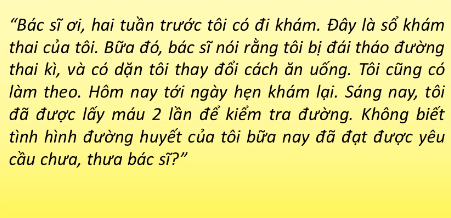 “Bác sĩ ơi, hai tuần trước tôi có đi khám. Đây là sổ khám
thai của tôi. Bữa đó, bác sĩ nói rằng tôi bị đái tháo đường
thai kì, và có dặn tôi thay đổi cách ăn uống. Tôi cũng có
làm theo. Hôm nay tới ngày hẹn khám lại. Sáng nay, tôi
đã được lấy máu 2 lần để kiểm tra đường. Không biết
tình hình đường huyết của tôi bữa nay đã đạt được yêu
cầu chưa, thưa bác sĩ?”